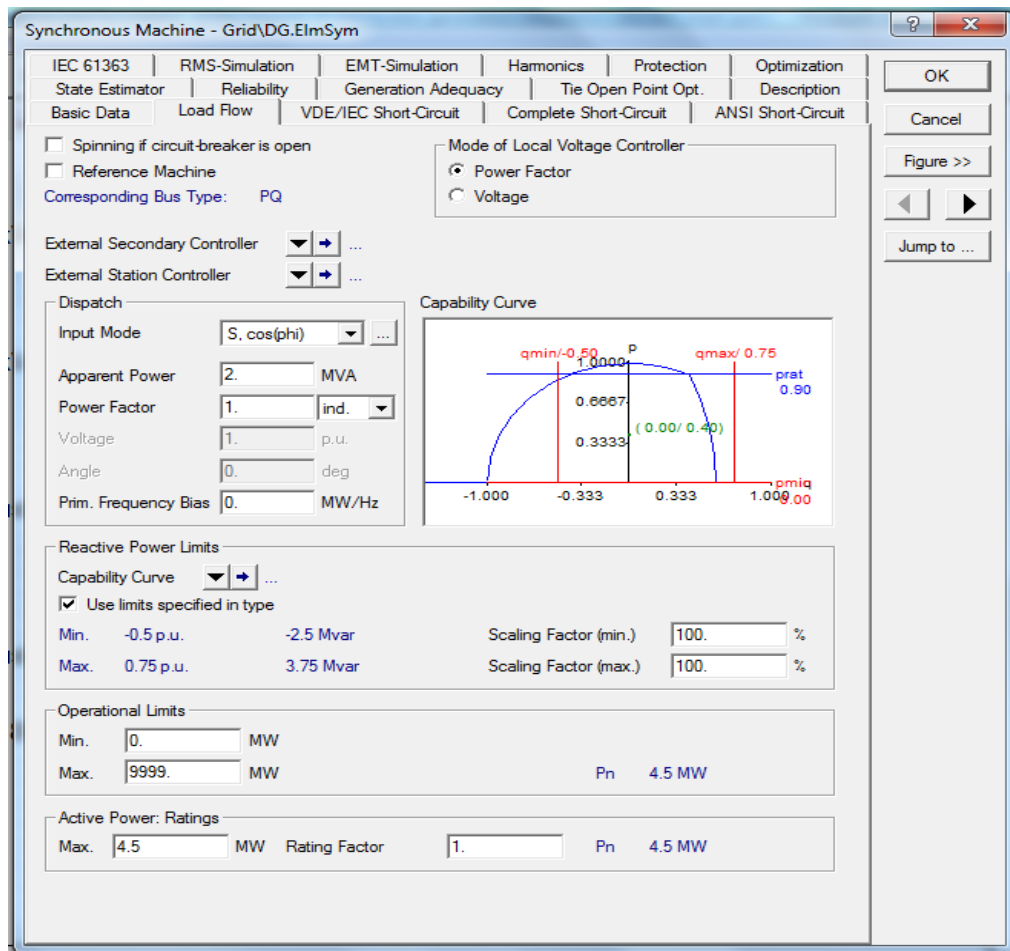 Synchronous Machine - Grid\DG.ElmSym
IEC 61363 RMS-Simulation EMT-Simulation Harmonics Protection Optimization
State Estimator Reliability Generation Adequacy Tie Open Point Opt. Description
Basic Data Load Flow VDE/IEC Short-Circuit Complete Short-Circuit ANSI Short-Circuit
OK
Cancel
Figure >>
Jump to ...
Spinning if circuit-breaker is open
Reference Machine
Corresponding Bus Type: PQ
Mode of Local Voltage Controller
Power Factor
Voltage
External Secondary Controller ...
External Station Controller ...
Dispatch
Input Mode S, cos(phi) ...
Apparent Power 2. MVA
Power Factor 1. ind.
Voltage 1. p.u.
Angle 0. deg
Prim. Frequency Bias 0. MW/Hz
Capability Curve
qmin/-0.50 p qmax/ 0.75
1.0000
prat
0.90
0.6667
( 0.00/ 0.40)
0.3333
pmiq
-1.000 -0.333 0.333 1.000
0.00
Reactive Power Limits
Capability Curve ...
Use limits specified in type
Min. -0.5 p.u. -2.5 Mvar Scaling Factor (min.) 100. %
Max. 0.75 p.u. 3.75 Mvar Scaling Factor (max.) 100. %
Operational Limits
Min. 0. MW
Max. 9999. MW Pn 4.5 MW
Active Power: Ratings
Max. 4.5 MW Rating Factor 1. Pn 4.5 MW